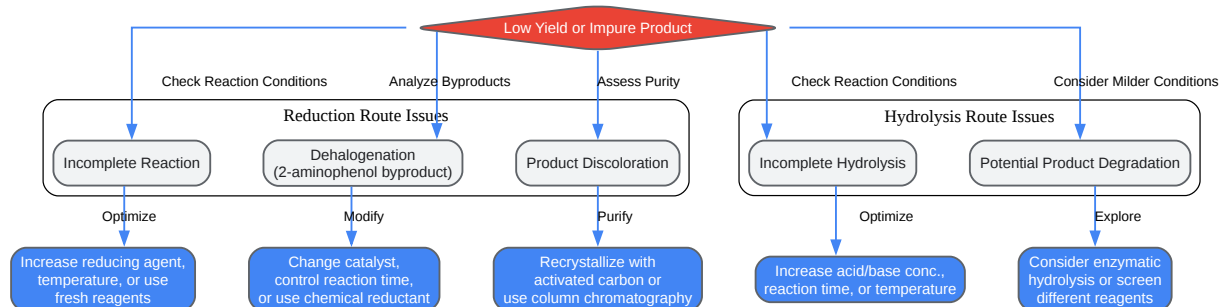 Low Yield or Impure Product
Check Reaction Conditions
Analyze Byproducts
Assess Purity
Check Reaction Conditions
Consider Milder Conditions
Reduction Route Issues
Hydrolysis Route Issues
Incomplete Reaction
Dehalogenation
(2-aminophenol byproduct)
Product Discoloration
Incomplete Hydrolysis
Potential Product Degradation
Optimize
Modify
Purify
Optimize
Explore
Increase reducing agent,
temperature, or use
fresh reagents
Change catalyst,
control reaction time,
or use chemical reductant
Recrystallize with
activated carbon or
use column chromatography
Increase acid/base conc.,
reaction time, or temperature
Consider enzymatic
hydrolysis or screen
different reagents